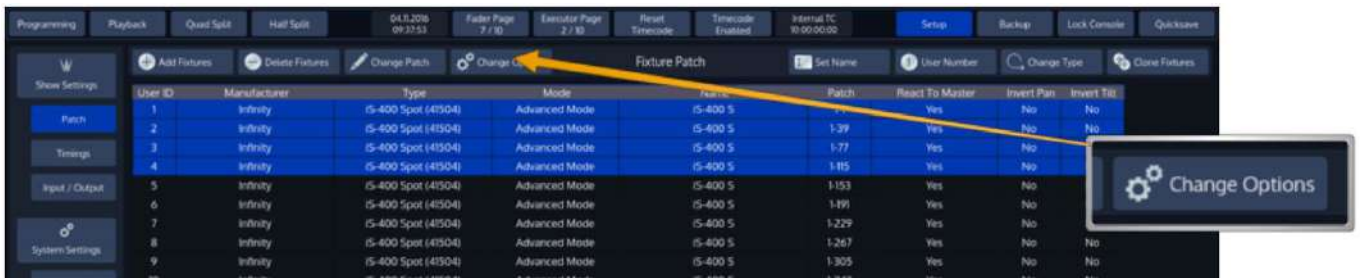 Programming Playback Quad Split Half Split 04.11.2016 09:37:53 Fader Page 7 / 10 Executor Page 2 / 10 Reset Timecode Timecode Enabled Internal TC 10:00:00:00 Setup Backup Lock Console Quicksave
Show Settings Add Fixtures Delete Fixtures Change Patch Change Fixture Patch Set Name User Number Change Type Clone Fixtures
User ID Manufacturer Type Mode Name Patch React To Master Invert Pan Invert Tilt
Patch
1 Infinity iS-400 Spot (41504) Advanced Mode iS-400 S Yes No No
2 Infinity iS-400 Spot (41504) Advanced Mode iS-400 S 1-39 Yes No No
Timings
3 Infinity iS-400 Spot (41504) Advanced Mode iS-400 S 1-77 Yes No
4 Infinity iS-400 Spot (41504) Advanced Mode iS-400 S 1-115 Yes No
Input / Output
5 Infinity iS-400 Spot (41504) Advanced Mode iS-400 S 1-153 Yes No
Change Options
6 Infinity iS-400 Spot (41504) Advanced Mode iS-400 S 1-191 Yes No
7 Infinity iS-400 Spot (41504) Advanced Mode iS-400 S 1-229 Yes No
System Settings
8 Infinity iS-400 Spot (41504) Advanced Mode iS-400 S 1-267 Yes No No
9 Infinity iS-400 Spot (41504) Advanced Mode iS-400 S 1-305 Yes No No